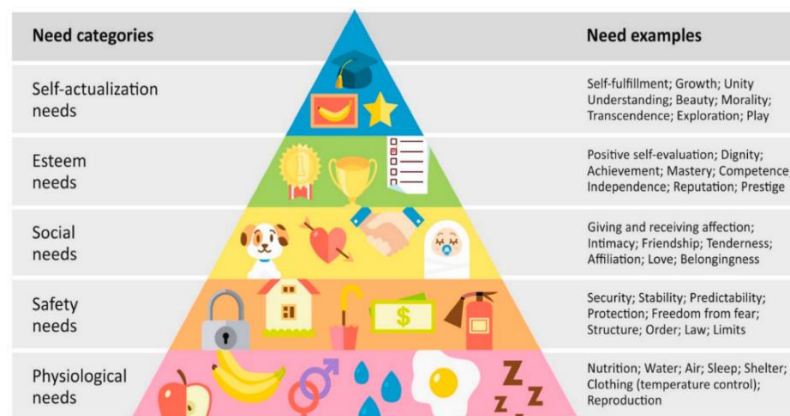 Need categories
Need examples
Self-actualization
needs
Self-fulfillment; Growth; Unity
Understanding; Beauty; Morality;
Transcendence; Exploration; Play
Esteem
needs
1
Positive self-evaluation; Dignity;
Achievement; Mastery; Competence
Independence; Reputation; Prestige
Social
needs
Giving and receiving affection;
Intimacy; Friendship; Tenderness;
Affiliation; Love; Belongingness
Safety
needs
$
Security; Stability; Predictability;
Protection; Freedom from fear;
Structure; Order; Law; Limits
Physiological
needs
Z
Z
Z
Z
Nutrition; Water; Air; Sleep; Shelter;
Clothing (temperature control);
Reproduction